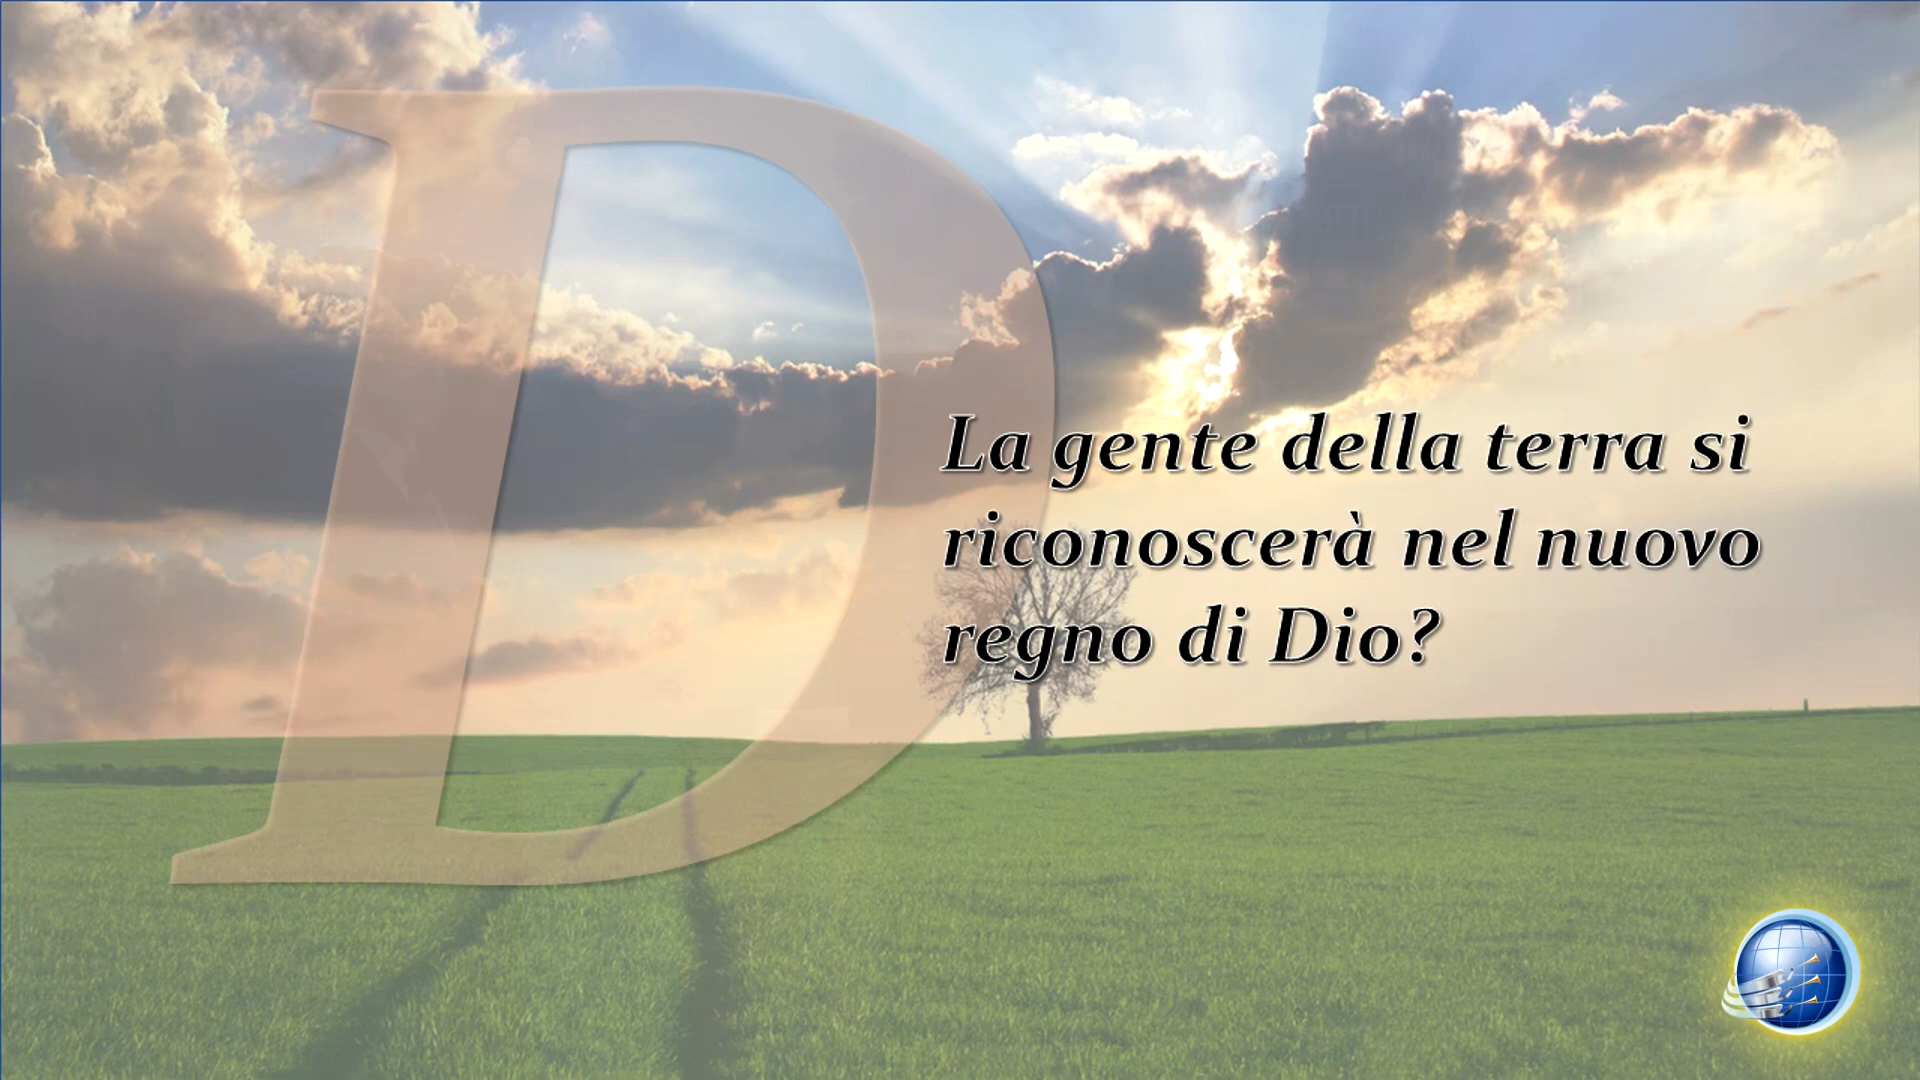 D
La gente della terra si
riconoscerà nel nuovo
regno di Dio?